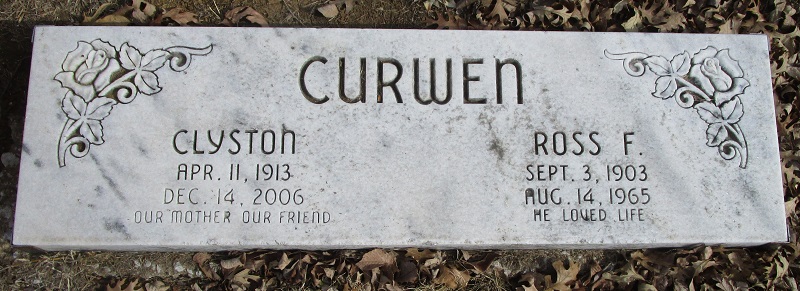 CURWEN
CLYSTON
APR. 11, 1913
DEC. 14, 2006
OUR MOTHER OUR FRIEND
ROSS F.
SEPT. 3, 1903
AUG. 14, 1965
HE LOVED LIFE